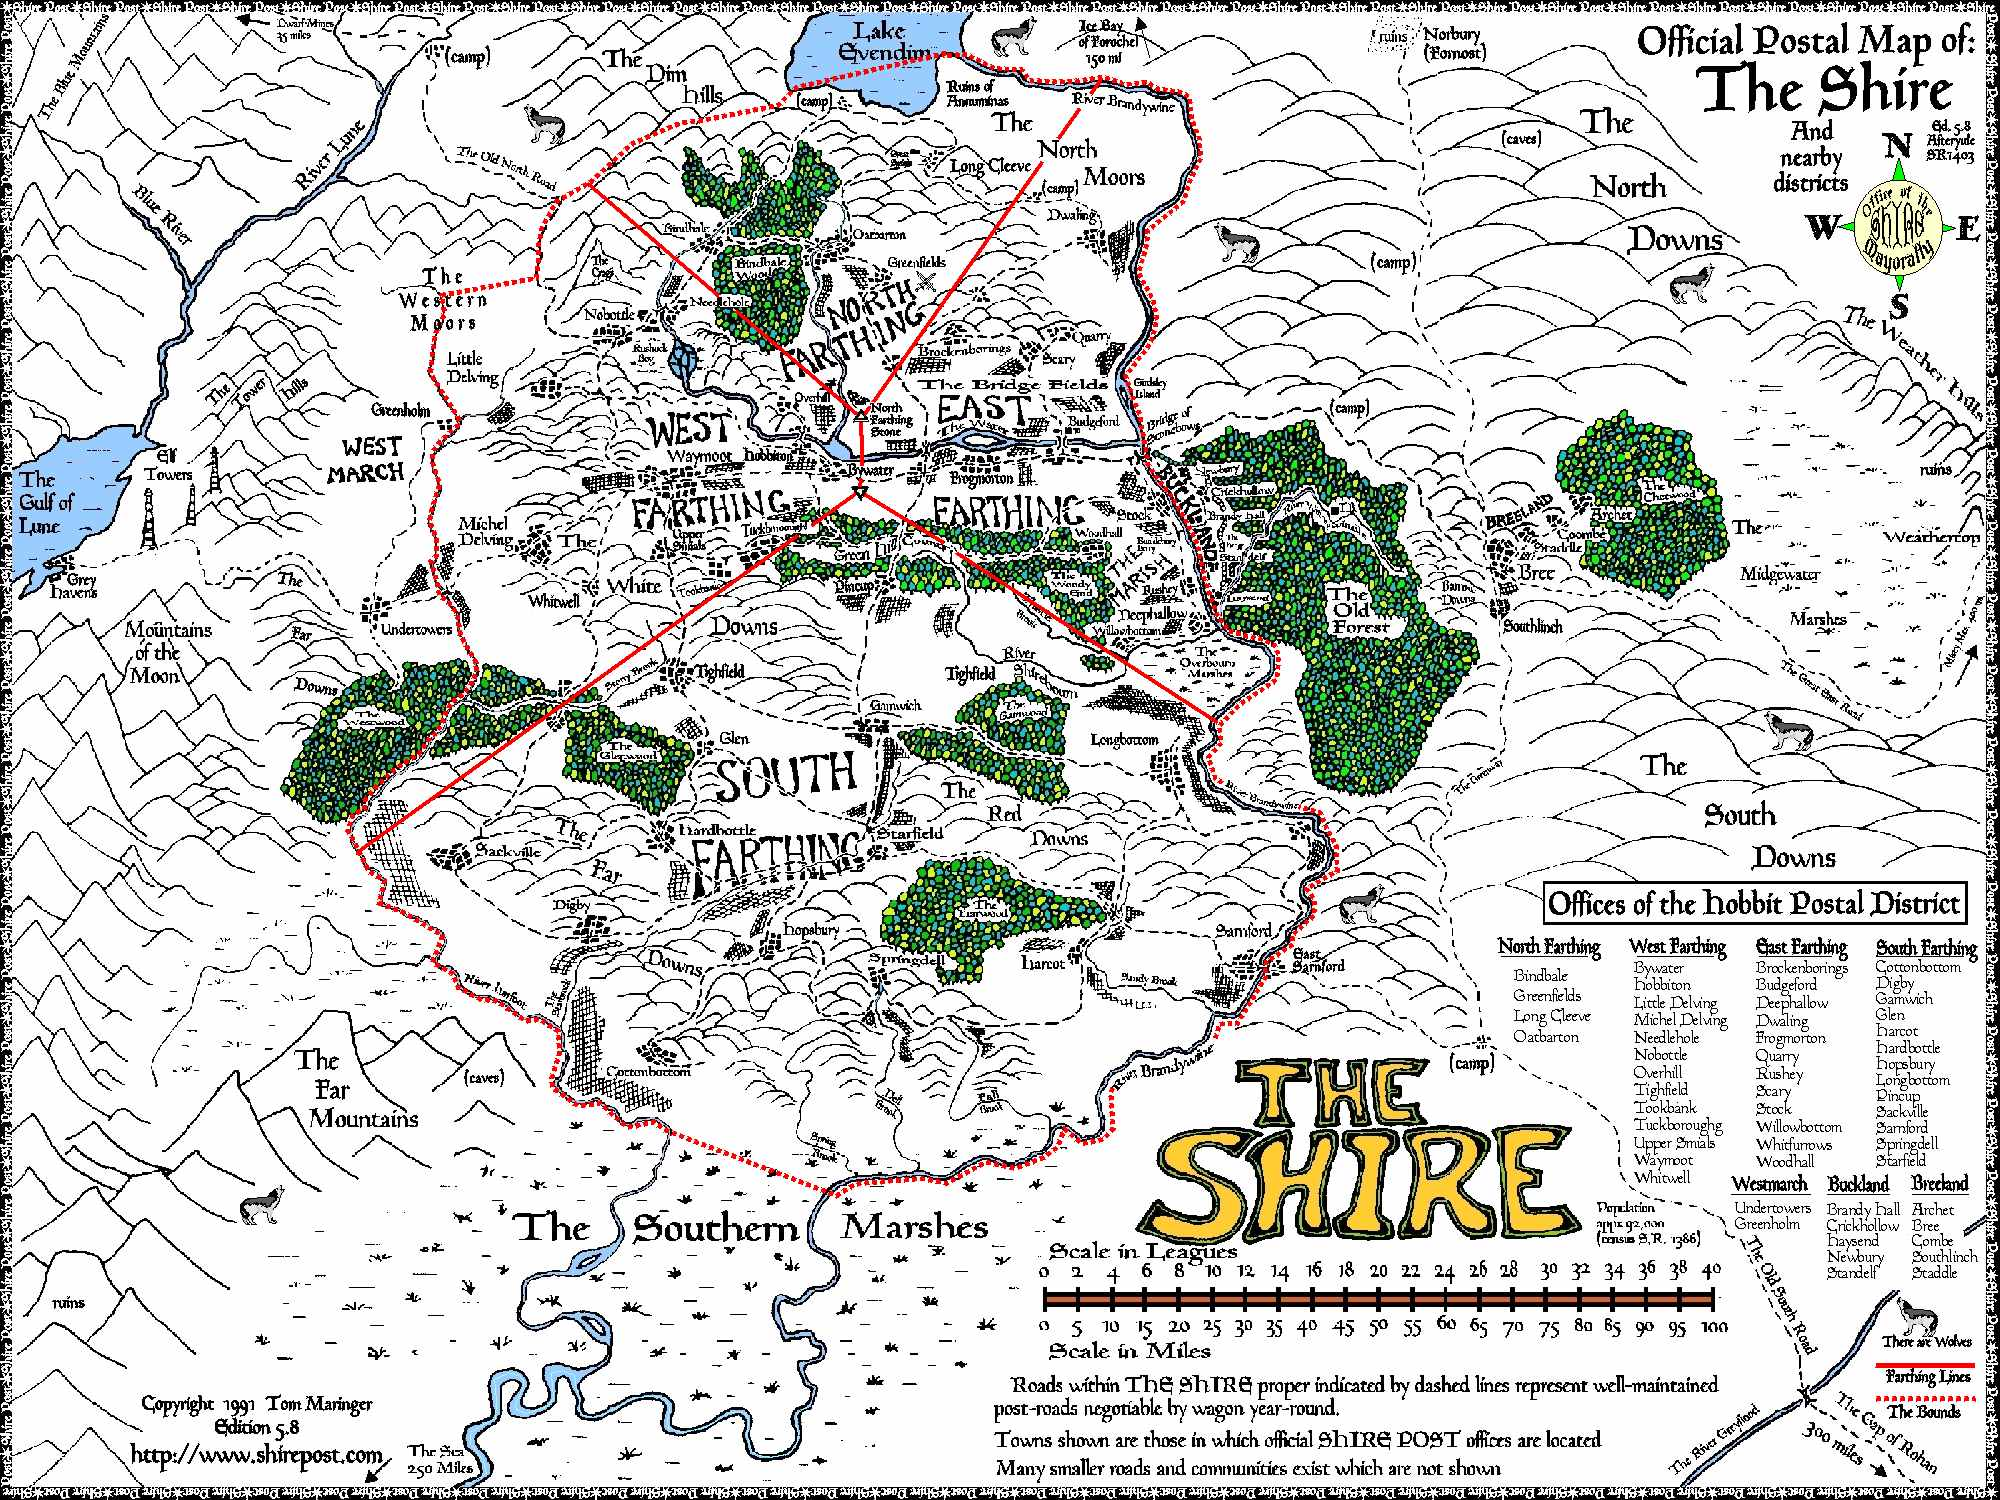 Official Postal Map of:
The Shire
And
nearby
districts
Ed. 5.8
Afteryule
SR1403
N
W
E
S
Office of the
SHIRE
Mayoralty
The Blue Mountains
Dwarf Mines
35 miles
(camp)
The
Dim
hills
Lake
Evendim
Ice Bay
of Forochel
150 mi
ruins
Norbury
(Fornost)
(camp)
Ruins of
Annuminas
River Brandywine
The
North
Moors
River Lune
Blue River
The Old North Road
Long Cleeve
(camp)
Dwaling
(caves)
The
North
Downs
(camp)
Bindbale
Oatbarton
The
Bindbale
Wood
Greenfields
The
Western
Moors
Needlehole
Nobottle
NORTH
FARTHING
Rushock
Bog
Brockenborings
Quarry
Scary
The Weather hills
Little
Delving
The
Tower
hills
Greenholm
Overhill
North
Farthing
Stone
The Bridge Fields
Girdsley
Island
EAST
The Water
Budgeford
Bridge of
Stonebows
(camp)
WEST
MARCH
WEST
Waymoot
Hobbiton
Bywater
Frogmorton
FARTHING
FARTHING
Elf
Towers
The
Gulf of
Lune
Newbury
Crickhollow
BUCKLAND
Stock
Woodhall
Tuckborough
Green Hill Country
Upper
Smials
Michel
Delving
The
White
Downs
Whitwell
Tookbank
Pincup
The
Woody
End
THE
MARISH
Rushey
Deephallow
Willowbottom
Standelf
Haysend
The
Old
Forest
Barrow
Downs
BREELAND
Archet
Coombe
Staddle
Bree
Southlinch
The
Chetwood
ruins
The
Weathertop
Midgewater
Marshes
The Great East Road
Grey
Havens
The
Far
Downs
Undertowers
Mountains
of the
Moon
The
Westwood
Stony Brook
Tighfield
Tighfield
River
Shirebourn
The
Overbourn
Marshes
Gamwich
The
Gamwood
Longbottom
Glen
The
Glenwood
SOUTH
FARTHING
The
Red
Downs
River Brandywine
The Greenway
The
South
Downs
Hardbottle
Starfield
Sackville
The
Far
Downs
Digby
Hopsbury
Springdell
Harcot
Sandy Brook
Sarnford
East
Sarnford
River Hasfoot
Cottonbottom
River Brandywine
(camp)
The
Far
Mountains
(caves)
ruins
Spring
Brook
Fall
Brook
The Southern Marshes
Offices of the Hobbit Postal District
North Farthing
Bindbale
Greenfields
Long Cleeve
Oatbarton
West Farthing
Bywater
Hobbiton
Little Delving
Michel Delving
Needlehole
Nobottle
Overhill
Tighfield
Tookbank
Tuckboroughg
Upper Smials
Waymoot
Whitwell
East Farthing
Brockenborings
Budgeford
Deephallow
Dwaling
Frogmorton
Quarry
Rushey
Scary
Stock
Willowbottom
Whitfurrows
Woodhall
South Farthing
Cottonbottom
Digby
Gamwich
Glen
Harcot
Hardbottle
Hopsbury
Longbottom
Pincup
Sackville
Sarnford
Springdell
Starfield
Westmarch
Undertowers
Greenholm
Buckland
Brandy Hall
Crickhollow
Haysend
Newbury
Standelf
Breeland
Archet
Bree
Combe
Southlinch
Staddle
THE
SHIRE
Population
appx 92,000
(census S.R. 1386)
Scale in Leagues
0 2 4 6 8 10 12 14 16 18 20 22 24 26 28 30 32 34 36 38 40
0 5 10 15 20 25 30 35 40 45 50 55 60 65 70 75 80 85 90 95 100
Scale in Miles
Roads within THE SHIRE proper indicated by dashed lines represent well-maintained
post-roads negotiable by wagon year-round.
Towns shown are those in which official SHIRE POST offices are located
Many smaller roads and communities exist which are not shown
The Old South Road
There are Wolves
Farthing Lines
The Bounds
The River Greyflood
The Gap of Rohan
300 miles
Copyright 1991 Tom Maringer
Edition 5.8
http://www.shirepost.com
The Sea
250 Miles